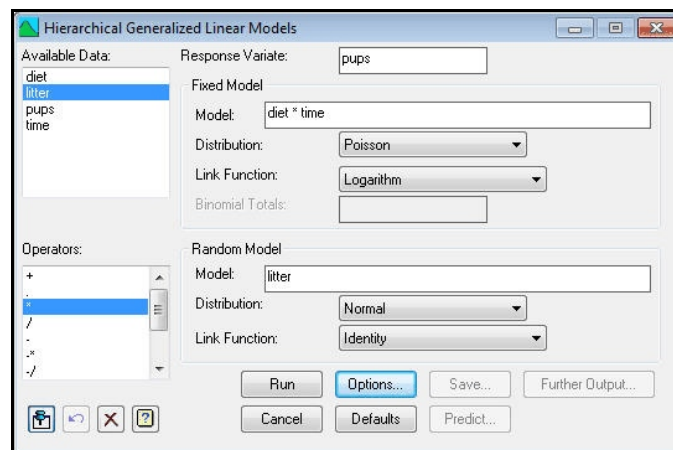 Hierarchical Generalized Linear Models
Available Data:
diet
litter
pups
time
Response Variate: pups
Fixed Model
Model: diet * time
Distribution: Poisson
Link Function: Logarithm
Binomial Totals:
Operators:
+
.
*
/
-
-*
-/
Random Model
Model: litter
Distribution: Normal
Link Function: Identity
Run Options... Save... Further Output...
Cancel Defaults Predict...